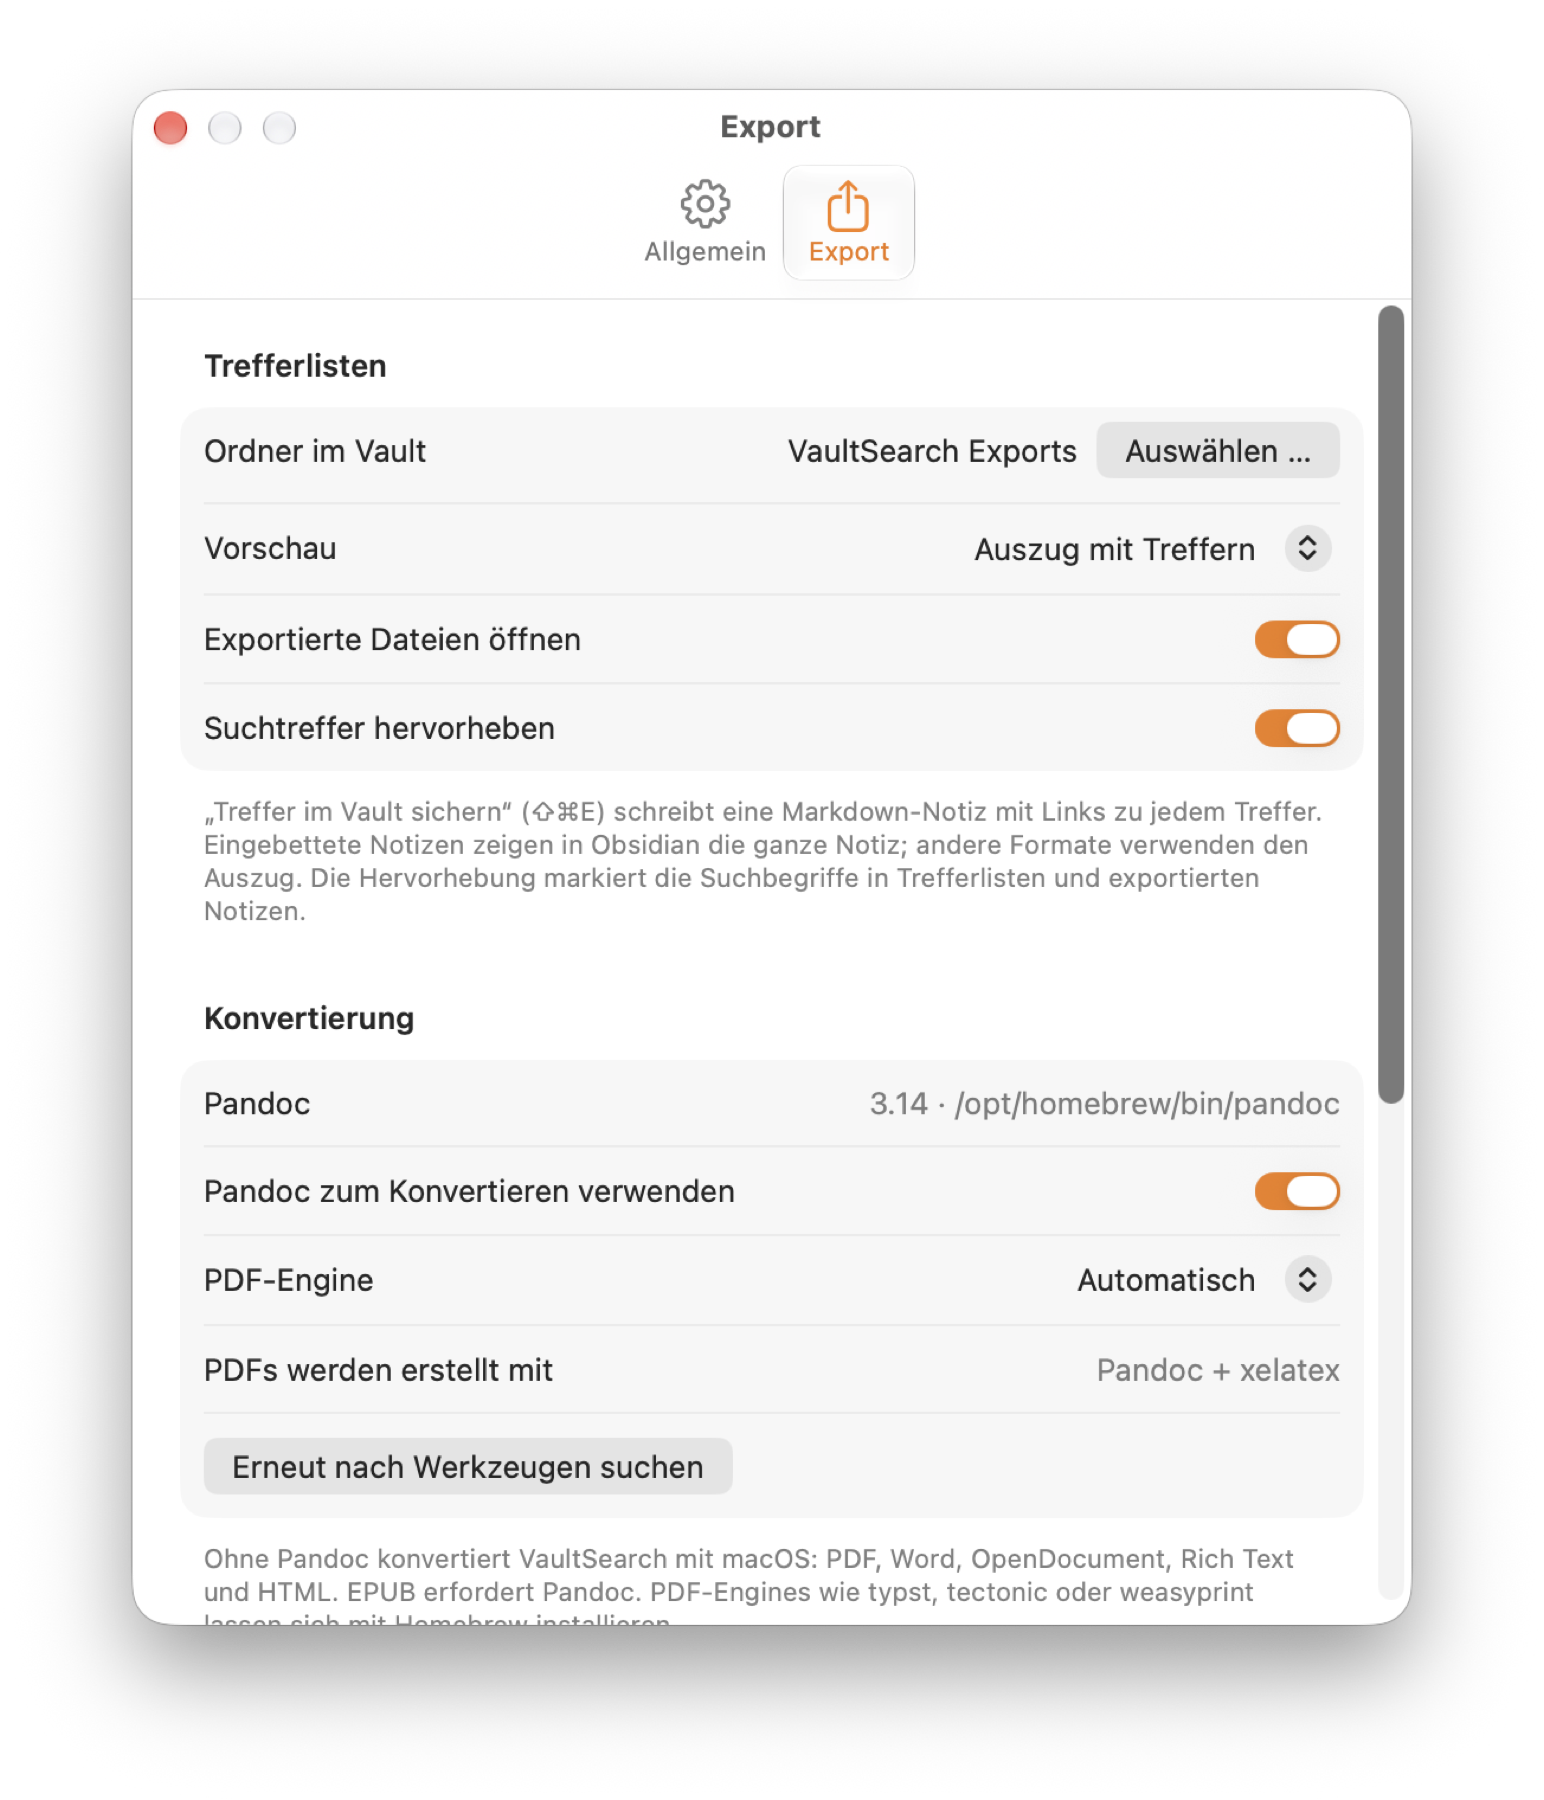 Export
Allgemein
Export
Trefferlisten
Ordner im Vault
VaultSearch Exports
Auswählen ...
Vorschau
Auszug mit Treffern
Exportierte Dateien öffnen
Suchtreffer hervorheben
„Treffer im Vault sichern“ (⇧⌘E) schreibt eine Markdown-Notiz mit Links zu jedem Treffer.
Eingebettete Notizen zeigen in Obsidian die ganze Notiz; andere Formate verwenden den
Auszug. Die Hervorhebung markiert die Suchbegriffe in Trefferlisten und exportierten
Notizen.
Konvertierung
Pandoc
3.14 · /opt/homebrew/bin/pandoc
Pandoc zum Konvertieren verwenden
PDF-Engine
Automatisch
PDFs werden erstellt mit
Pandoc + xelatex
Erneut nach Werkzeugen suchen
Ohne Pandoc konvertiert VaultSearch mit macOS: PDF, Word, OpenDocument, Rich Text
und HTML. EPUB erfordert Pandoc. PDF-Engines wie typst, tectonic oder weasyprint
lassen sich mit Homebrew installieren.